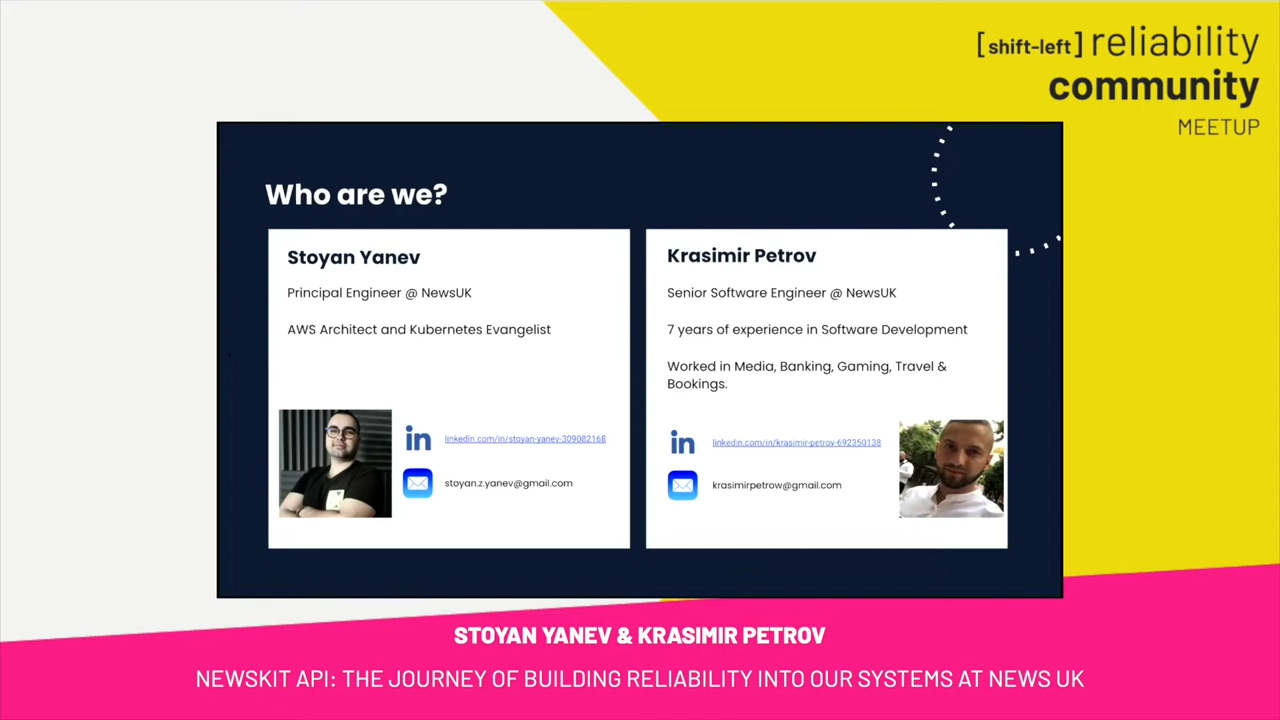 [shift-left] reliability
community
MEETUP
Who are we?
Stoyan Yanev
Principal Engineer @ NewsUK
AWS Architect and Kubernetes Evangelist
in
linkedin.com/in/stoyan-yanev-309082168
stoyan.z.yanev@gmail.com
Krasimir Petrov
Senior Software Engineer @ NewsUK
7 years of experience in Software Development
Worked in Media, Banking, Gaming, Travel &
Bookings.
in
linkedin.com/in/krasimir-petrov-692350138
krasimirpetrow@gmail.com
STOYAN YANEV & KRASIMIR PETROV
NEWSKIT API: THE JOURNEY OF BUILDING RELIABILITY INTO OUR SYSTEMS AT NEWS UK